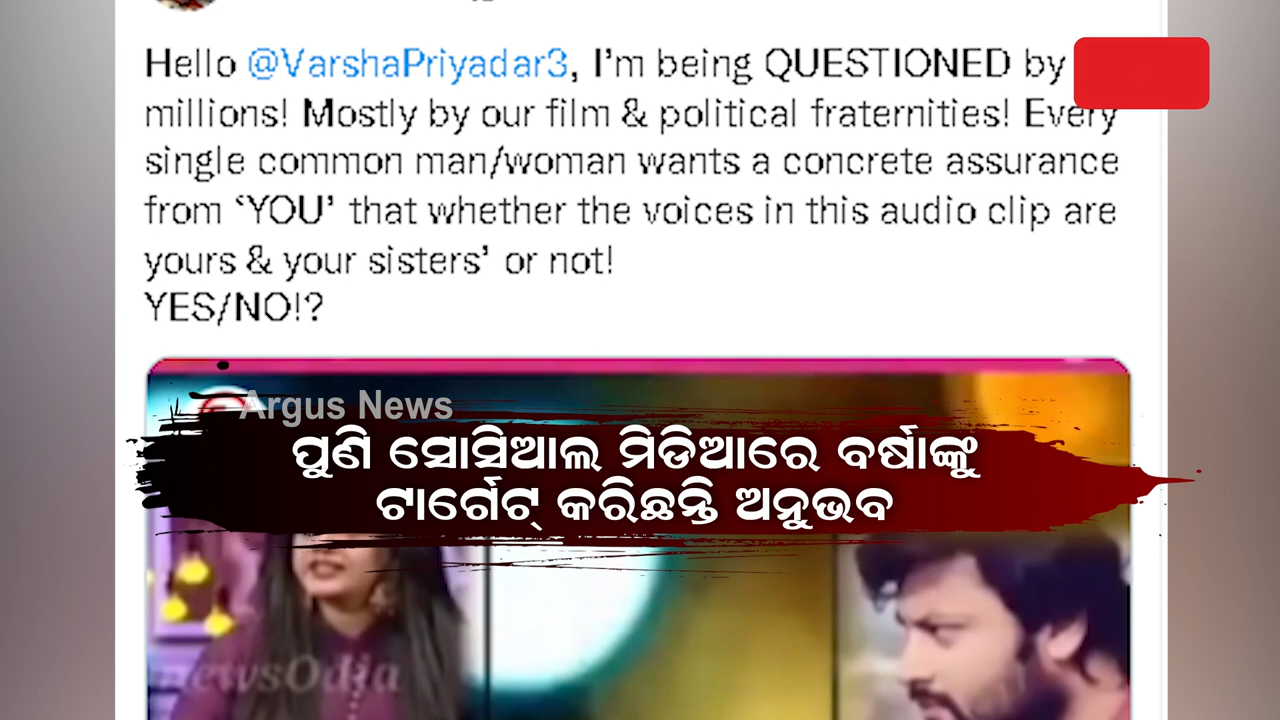 Hello @VarshaPriyadar3, I'm being QUESTIONED by
millions! Mostly by our film & political fraternities! Every
single common man/woman wants a concrete assurance
from 'YOU' that whether the voices in this audio clip are
yours & your sisters' or not!
YES/NO!?
Argus News
ପୁଣି ସୋସିଆଲ ମିଡିଆରେ ବର୍ଷାଙ୍କୁ
ଟାର୍ଗେଟ୍ କରିଛନ୍ତି ଅନୁଭବ
newsOdia